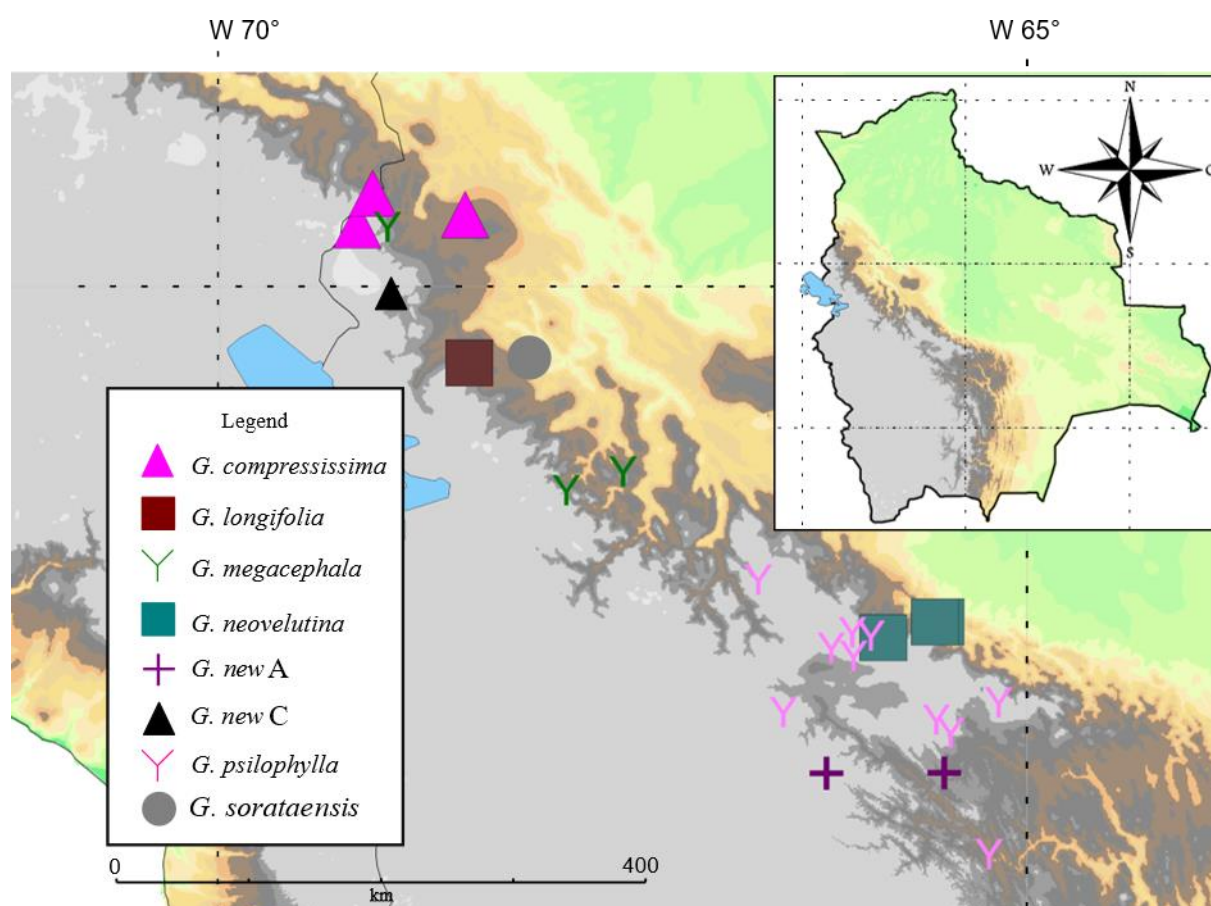 W 70° W 65°
N
W O
S
Legend
G. compressissima
G. longifolia
G. megacephala
G. neovelutina
G. new A
G. new C
G. psilophylla
G. sorataensis
0 400
km